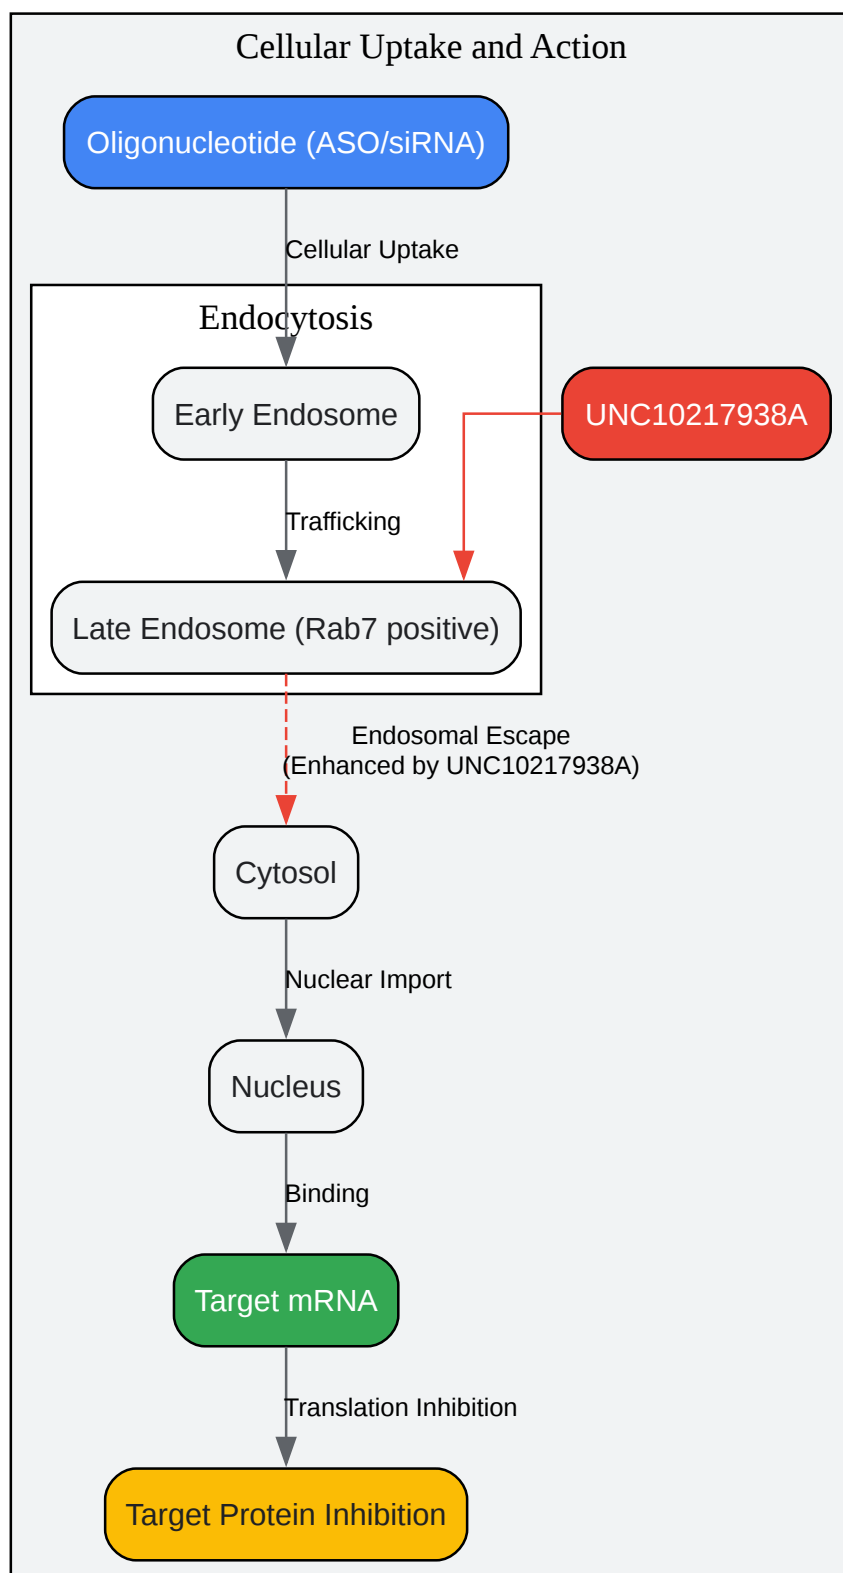 Cellular Uptake and Action
Oligonucleotide (ASO/siRNA)
Cellular Uptake
Endocytosis
Early Endosome
UNC10217938A
Trafficking
Late Endosome (Rab7 positive)
Endosomal Escape
(Enhanced by UNC10217938A)
Cytosol
Nuclear Import
Nucleus
Binding
Target mRNA
Translation Inhibition
Target Protein Inhibition